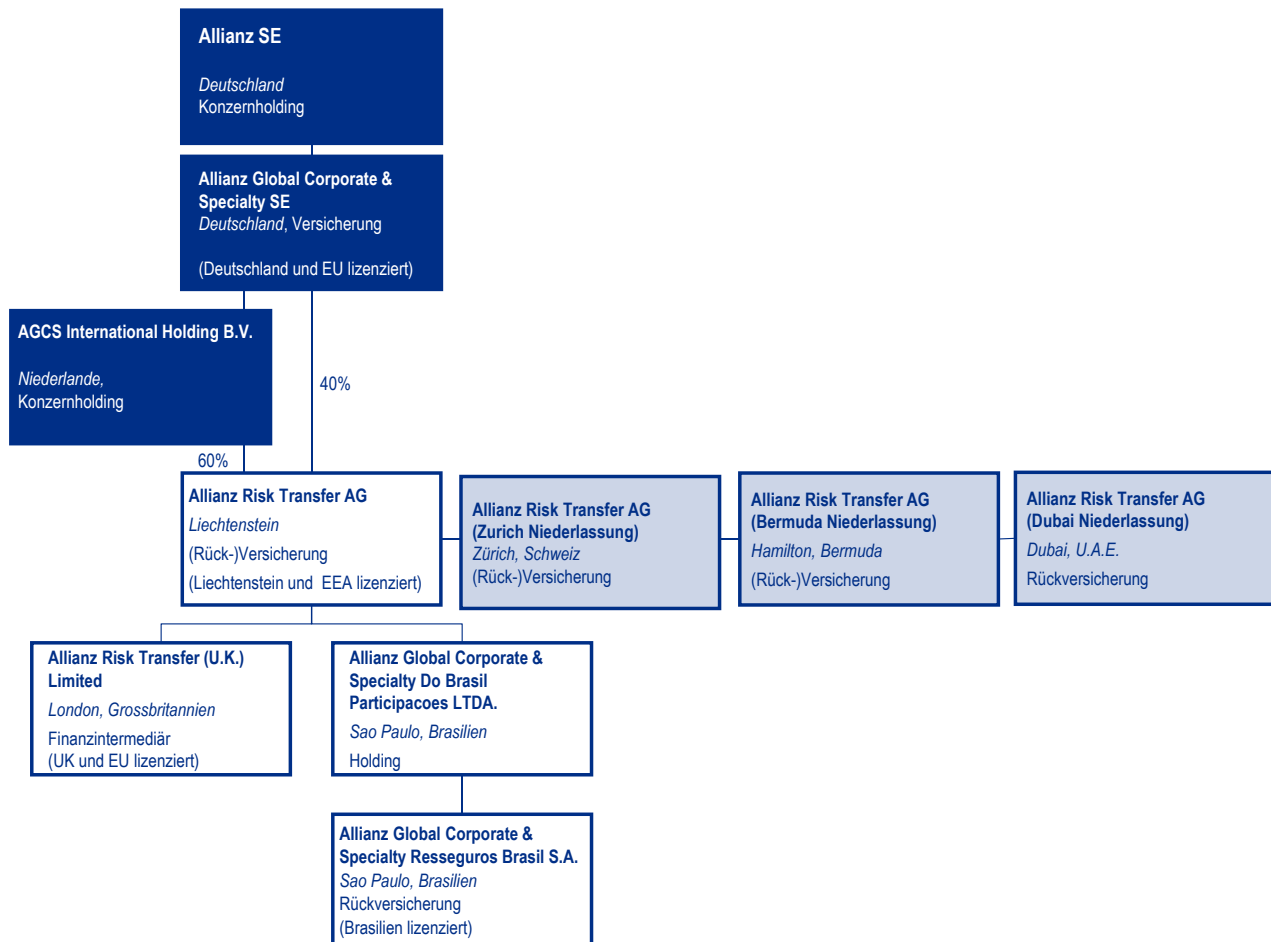 Allianz SE
Deutschland
Konzernholding
Allianz Global Corporate &
Specialty SE
Deutschland, Versicherung
(Deutschland und EU lizenziert)
AGCS International Holding B.V.
Niederlande,
Konzernholding
40%
60%
Allianz Risk Transfer AG
Liechtenstein
(Rück-)Versicherung
(Liechtenstein und EEA lizenziert)
Allianz Risk Transfer AG
(Zurich Niederlassung)
Zürich, Schweiz
(Rück-)Versicherung
Allianz Risk Transfer AG
(Bermuda Niederlassung)
Hamilton, Bermuda
(Rück-)Versicherung
Allianz Risk Transfer AG
(Dubai Niederlassung)
Dubai, U.A.E.
Rückversicherung
Allianz Risk Transfer (U.K.)
Limited
London, Grossbritannien
Finanzintermediär
(UK und EU lizenziert)
Allianz Global Corporate &
Specialty Do Brasil
Participacoes LTDA.
Sao Paulo, Brasilien
Holding
Allianz Global Corporate &
Specialty Resseguros Brasil S.A.
Sao Paulo, Brasilien
Rückversicherung
(Brasilien lizenziert)